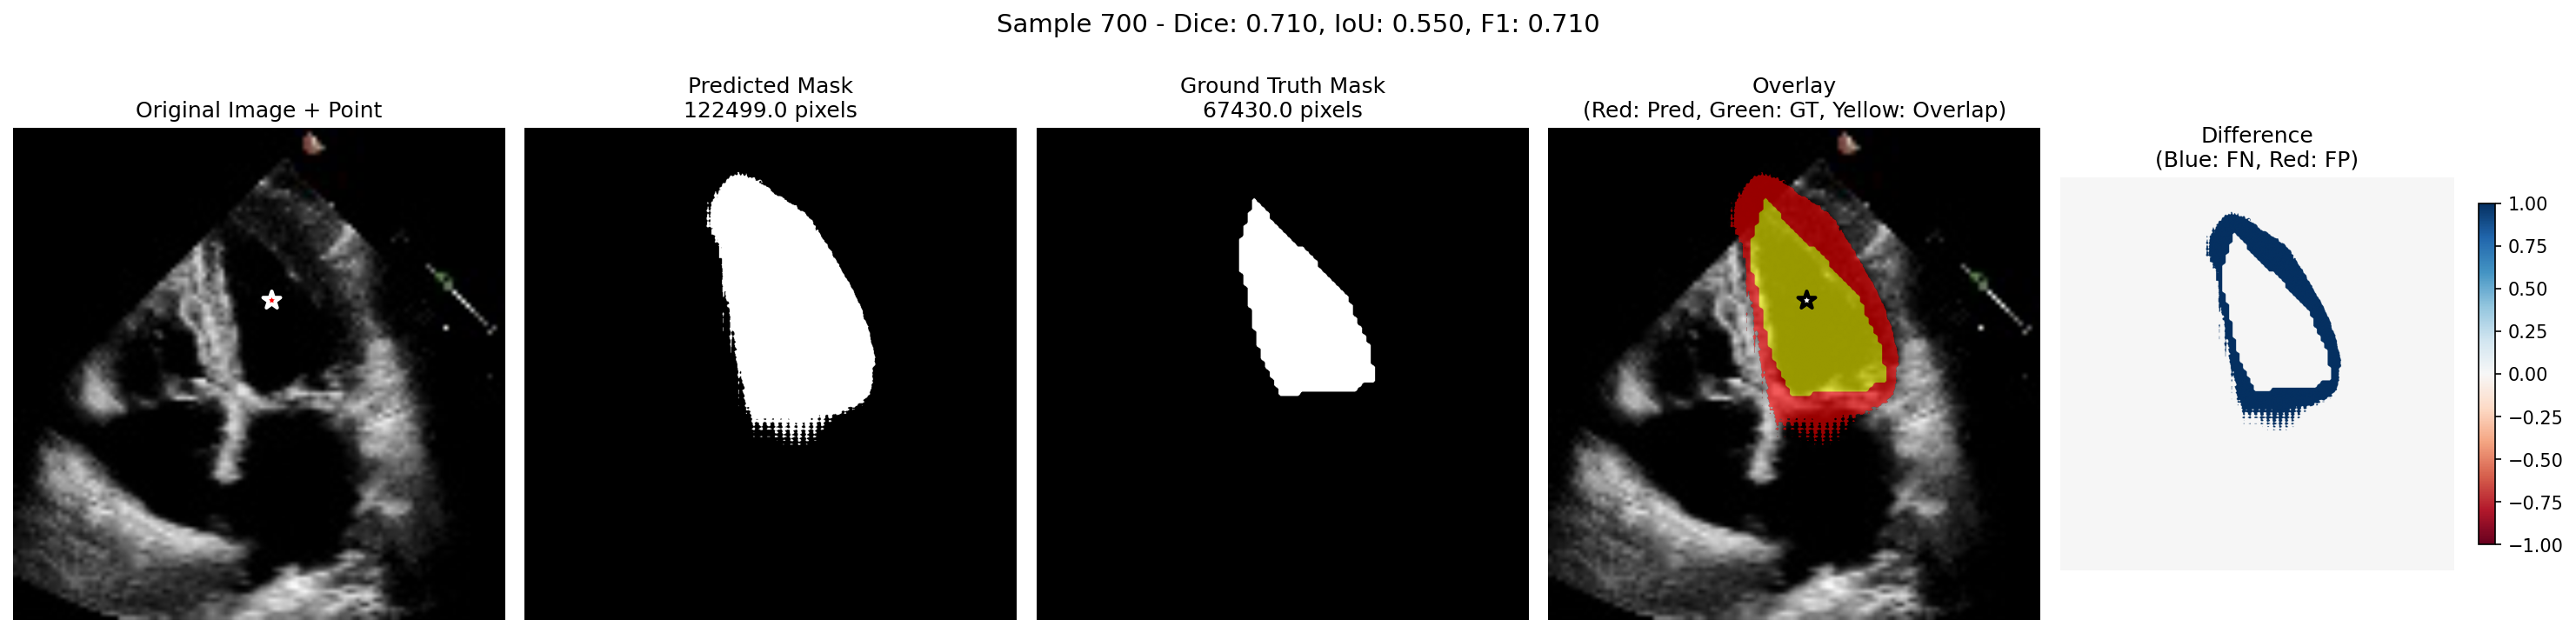 Sample 700 - Dice: 0.710, IoU: 0.550, F1: 0.710
Original Image + Point
Predicted Mask
122499.0 pixels
Ground Truth Mask
67430.0 pixels
Overlay
(Red: Pred, Green: GT, Yellow: Overlap)
Difference
(Blue: FN, Red: FP)
1.00
0.75
0.50
0.25
0.00
−0.25
−0.50
−0.75
−1.00